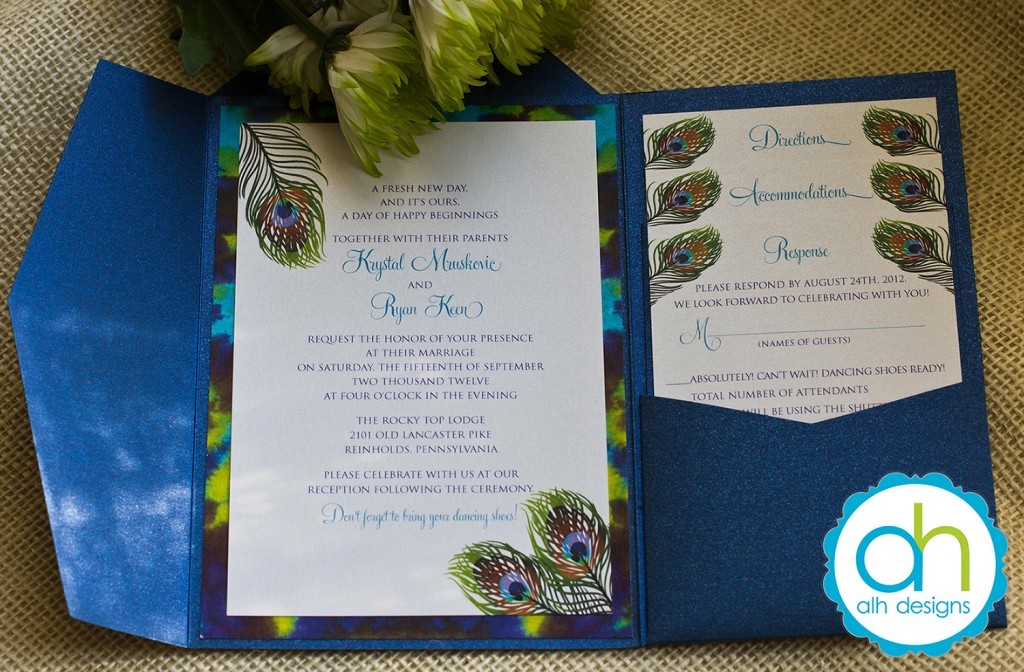 A FRESH NEW DAY,
AND IT'S OURS,
A DAY OF HAPPY BEGINNINGS
TOGETHER WITH THEIR PARENTS
Krystal Mruskovic
AND
Ryan Keen
REQUEST THE HONOR OF YOUR PRESENCE
AT THEIR MARRIAGE
ON SATURDAY, THE FIFTEENTH OF SEPTEMBER
TWO THOUSAND TWELVE
AT FOUR O'CLOCK IN THE EVENING
THE ROCKY TOP LODGE
2101 OLD LANCASTER PIKE
REINHOLDS, PENNSYLVANIA
PLEASE CELEBRATE WITH US AT OUR
RECEPTION FOLLOWING THE CEREMONY.
Don't forget to bring your dancing shoes!
Directions
Accommodations
Response
PLEASE RESPOND BY AUGUST 24TH, 2012.
WE LOOK FORWARD TO CELEBRATING WITH YOU!
M
(NAMES OF GUESTS)
___ABSOLUTELY! CAN'T WAIT! DANCING SHOES READY!
TOTAL NUMBER OF ATTENDANTS
WILL BE USING THE
ah
alh designs